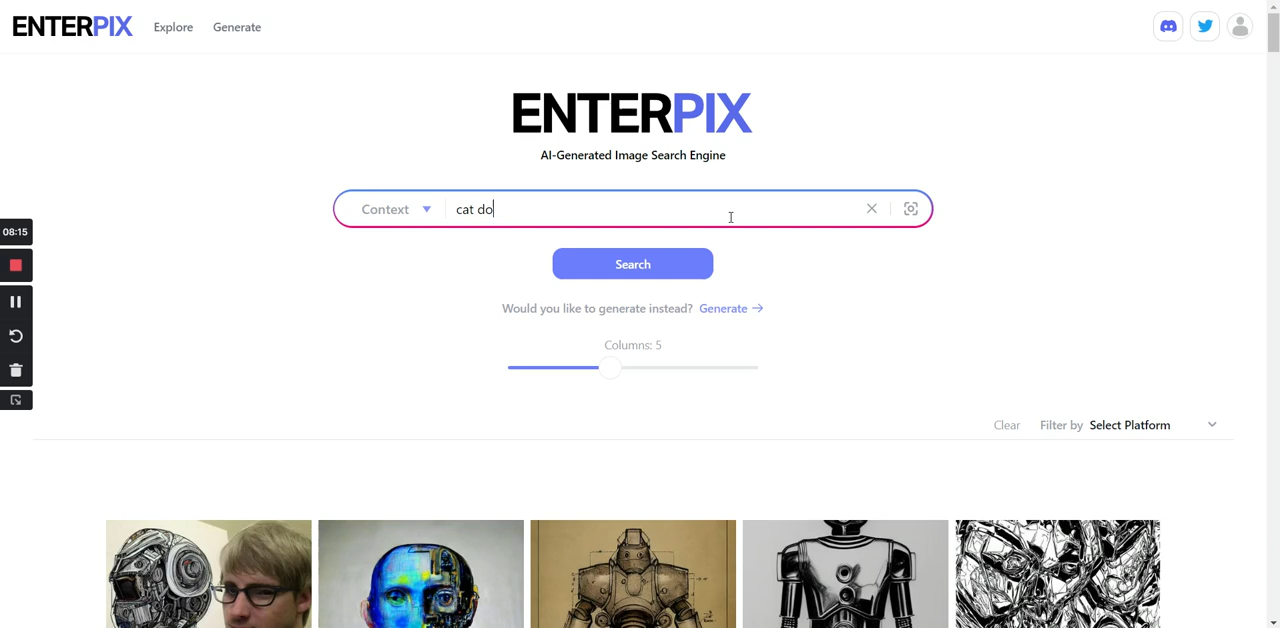 ENTERPIX Explore Generate
ENTERPIX
AI-Generated Image Search Engine
Context cat do
08:15
Search
Would you like to generate instead? Generate →
Columns: 5
Clear Filter by Select Platform